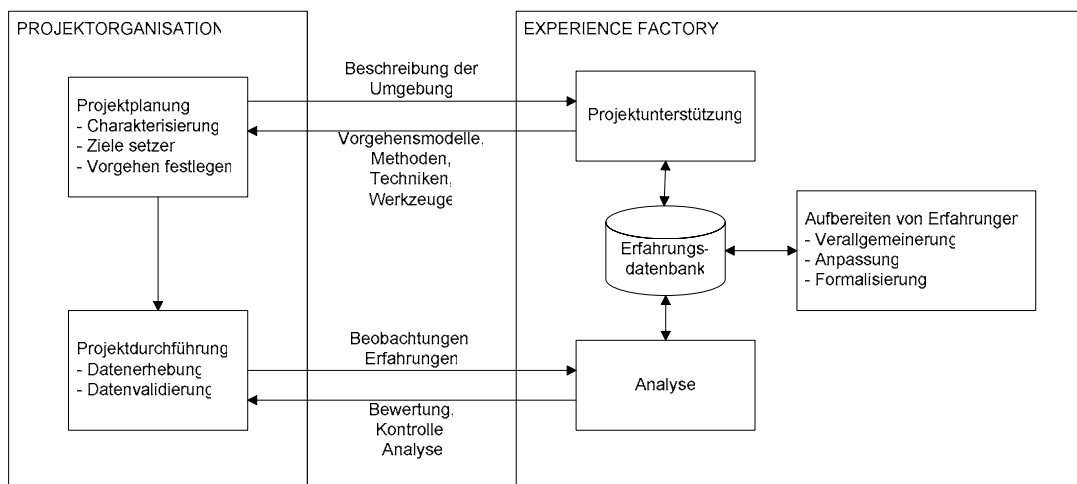 PROJEKTORGANISATION
EXPERIENCE FACTORY
Projektplanung
- Charakterisierung
- Ziele setzer
- Vorgehen festlegen
Beschreibung der
Umgebung
Vorgehensmodelle,
Methoden,
Techniken,
Werkzeuge
Projektunterstützung
Erfahrungs-
datenbank
Aufbereiten von Erfahrungen
- Verallgemeinerung
- Anpassung
- Formalisierung
Projektdurchführung
- Datenerhebung
- Datenvalidierung
Beobachtungen
Erfahrungen
Bewertung,
Kontrolle
Analyse
Analyse